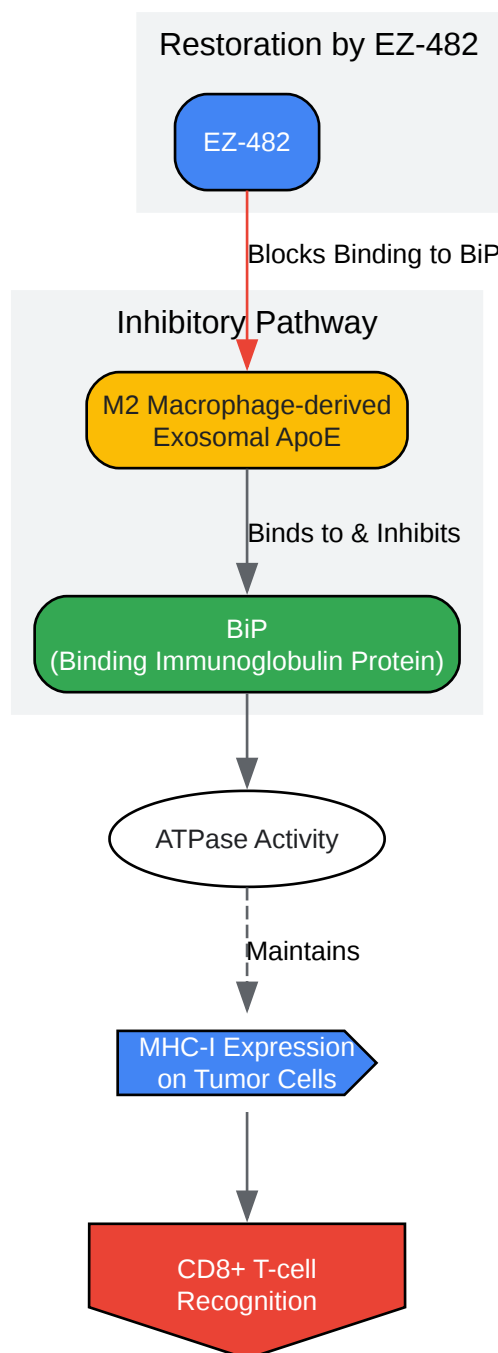 Restoration by EZ-482
EZ-482
Blocks Binding to BiP
Inhibitory Pathway
M2 Macrophage-derived
Exosomal ApoE
Binds to & Inhibits
BiP
(Binding Immunoglobulin Protein)
ATPase Activity
Maintains
MHC-I Expression
on Tumor Cells
CD8+ T-cell
Recognition